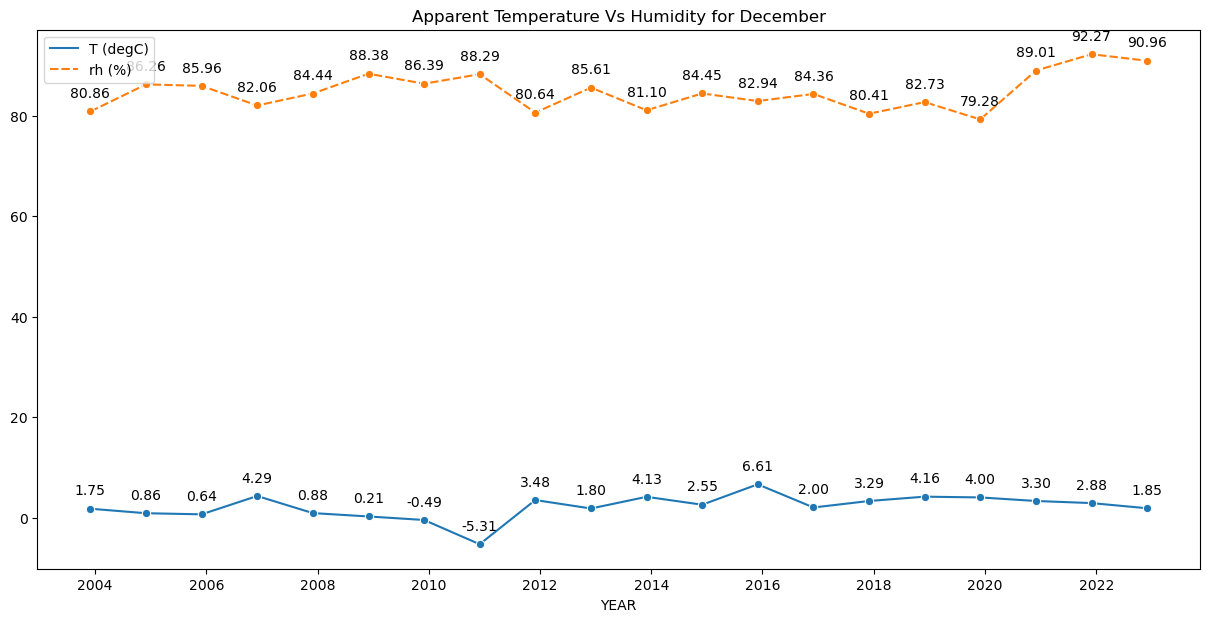 Apparent Temperature Vs Humidity for December
T (degC)
rh (%)
80.86 86.26 85.96 82.06 84.44 88.38 86.39 88.29 80.64 85.61 81.10 84.45 82.94 84.36 80.41 82.73 79.28 89.01 92.27 90.96
80
60
40
20
0
1.75 0.86 0.64 4.29 0.88 0.21 -0.49 -5.31 3.48 1.80 4.13 2.55 6.61 2.00 3.29 4.16 4.00 3.30 2.88 1.85
2004 2006 2008 2010 2012 2014 2016 2018 2020 2022
YEAR